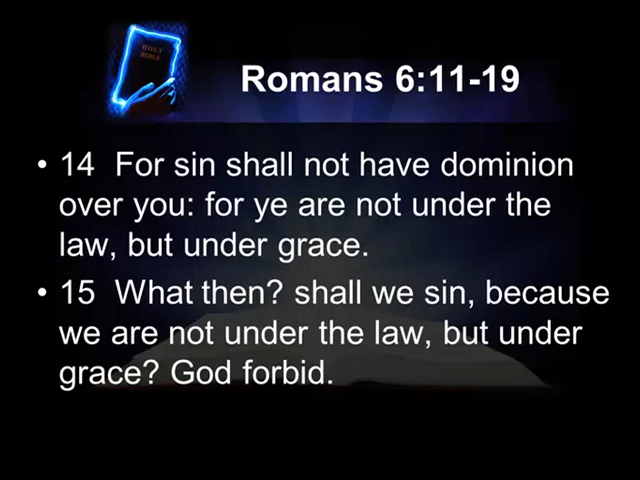 HOLY
BIBLE
Romans 6:11-19
• 14 For sin shall not have dominion
over you: for ye are not under the
law, but under grace.
• 15 What then? shall we sin, because
we are not under the law, but under
grace? God forbid.